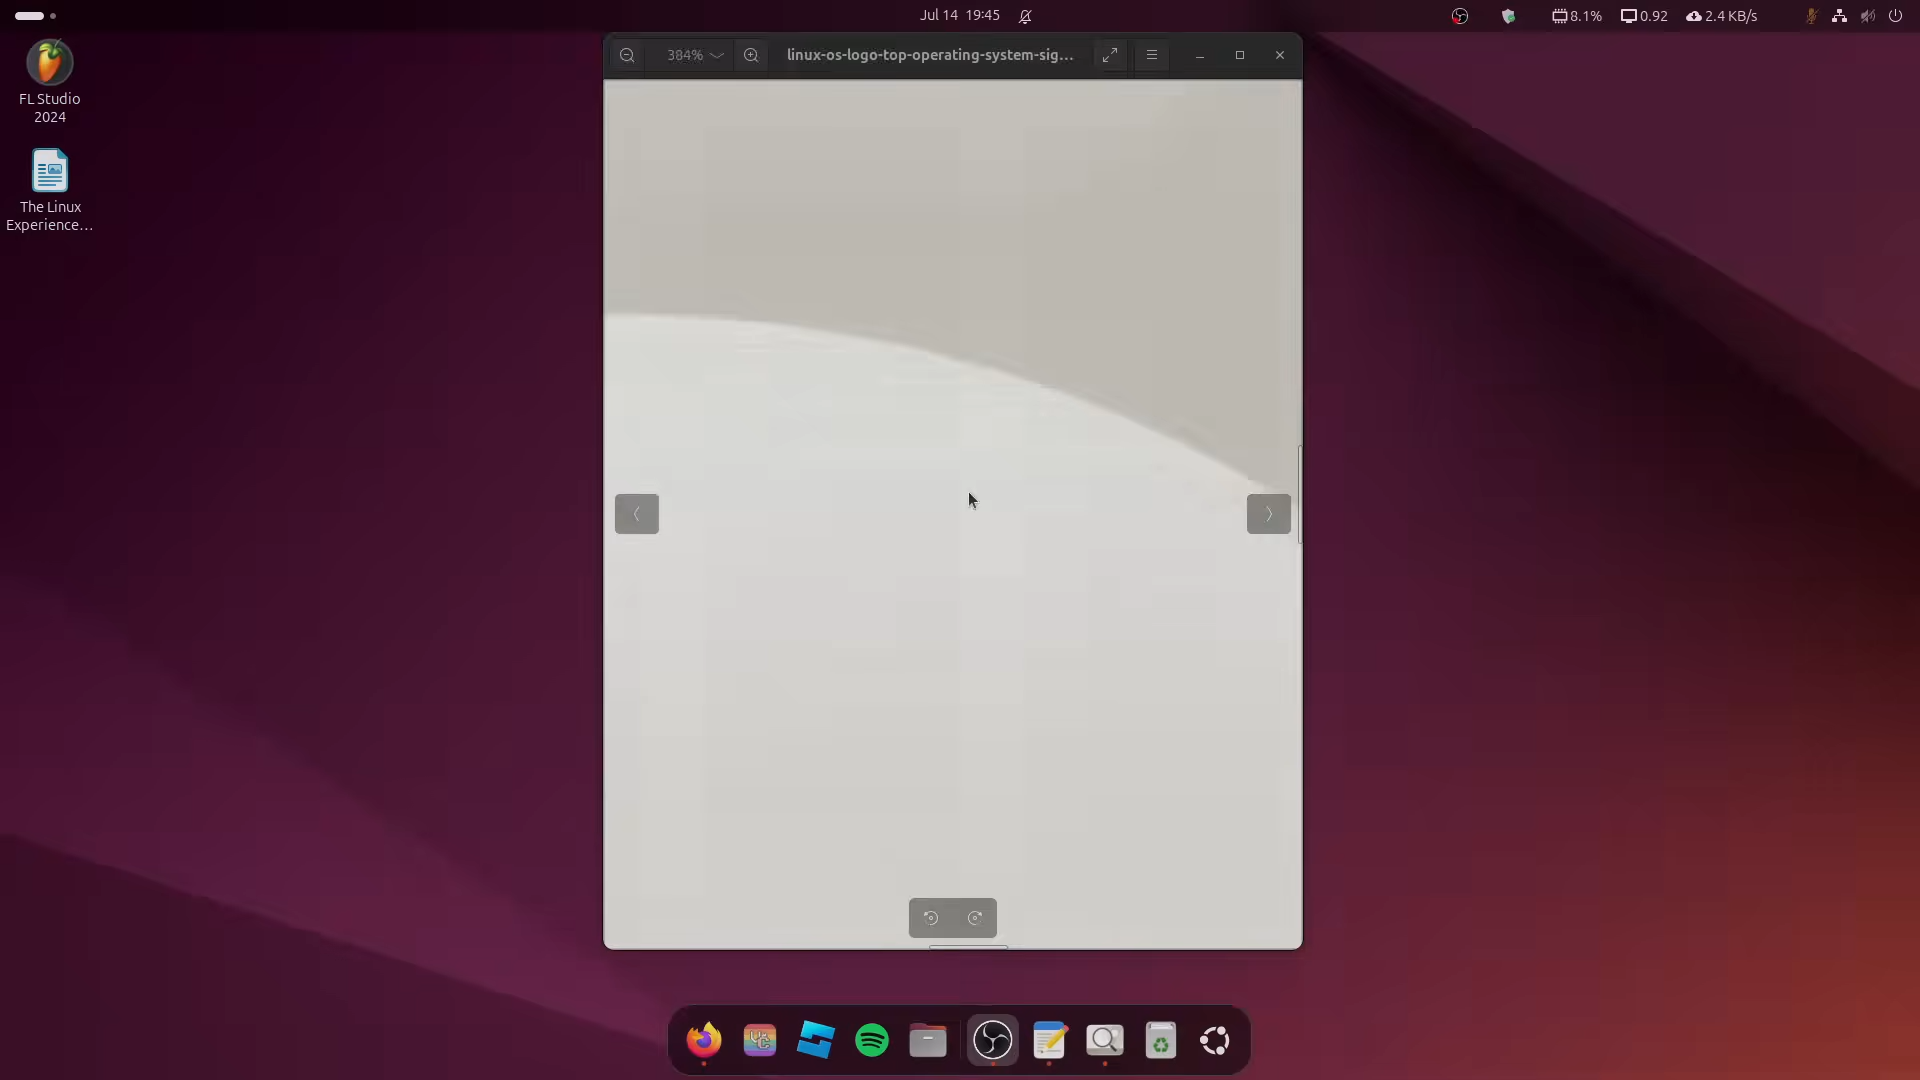 Jul 14 19:45
8.1%
0.92
2.4 KB/s
384%
linux-os-logo-top-operating-system-sig...
FL Studio
2024
The Linux
Experience...
UC